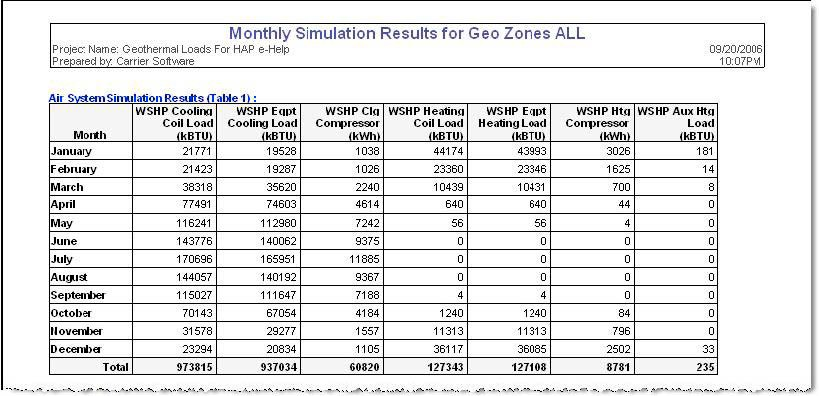 Monthly Simulation Results for Geo Zones ALL
Project Name: Geothermal Loads For HAP e-Help 09/20/2006
Prepared by: Carrier Software 10:07PM
Air System Simulation Results (Table 1) :
Month WSHP Cooling Coil Load (kBTU) WSHP Eqpt Cooling Load (kBTU) WSHP Clg Compressor (kWh) WSHP Heating Coil Load (kBTU) WSHP Eqpt Heating Load (kBTU) WSHP Htg Compressor (kWh) WSHP Aux Htg Load (kBTU)
January 21771 19528 1038 44174 43993 3026 181
February 21423 19287 1026 23360 23346 1625 14
March 38318 35620 2240 10439 10431 700 8
April 77491 74603 4614 640 640 44 0
May 116241 112980 7242 56 56 4 0
June 143776 140062 9375 0 0 0 0
July 170696 165951 11885 0 0 0 0
August 144057 140192 9367 0 0 0 0
September 115027 111647 7188 4 4 0 0
October 70143 67054 4184 1240 1240 84 0
November 31578 29277 1557 11313 11313 796 0
December 23294 20834 1105 36117 36085 2502 33
Total 973815 937034 60820 127343 127108 8781 235